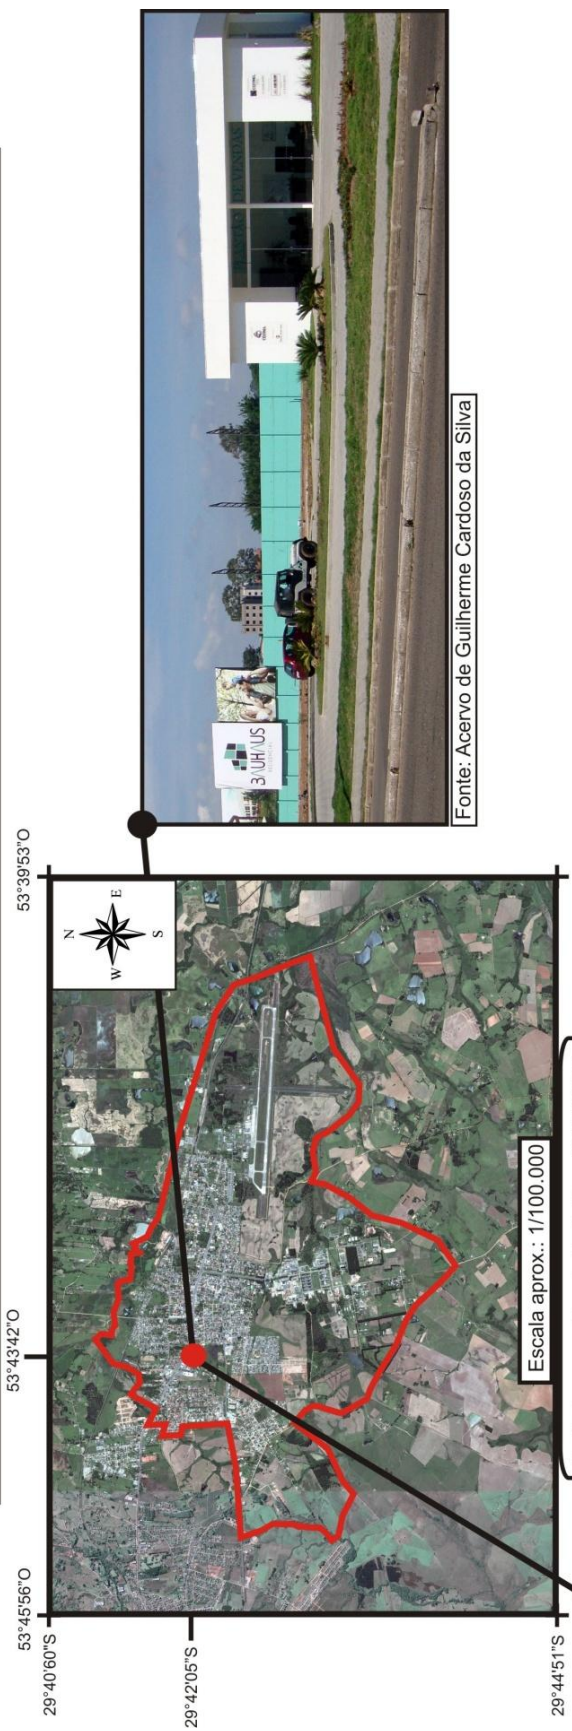 53°45'56"O
53°43'42"O
53°39'53"O
29°40'60"S
29°42'05"S
29°44'51"S
N
W
E
S
Escala aprox.: 1/100.000
BAUHAUS
RESIDENCIAL
Fonte: Acervo de Guilherme Cardoso da Silva